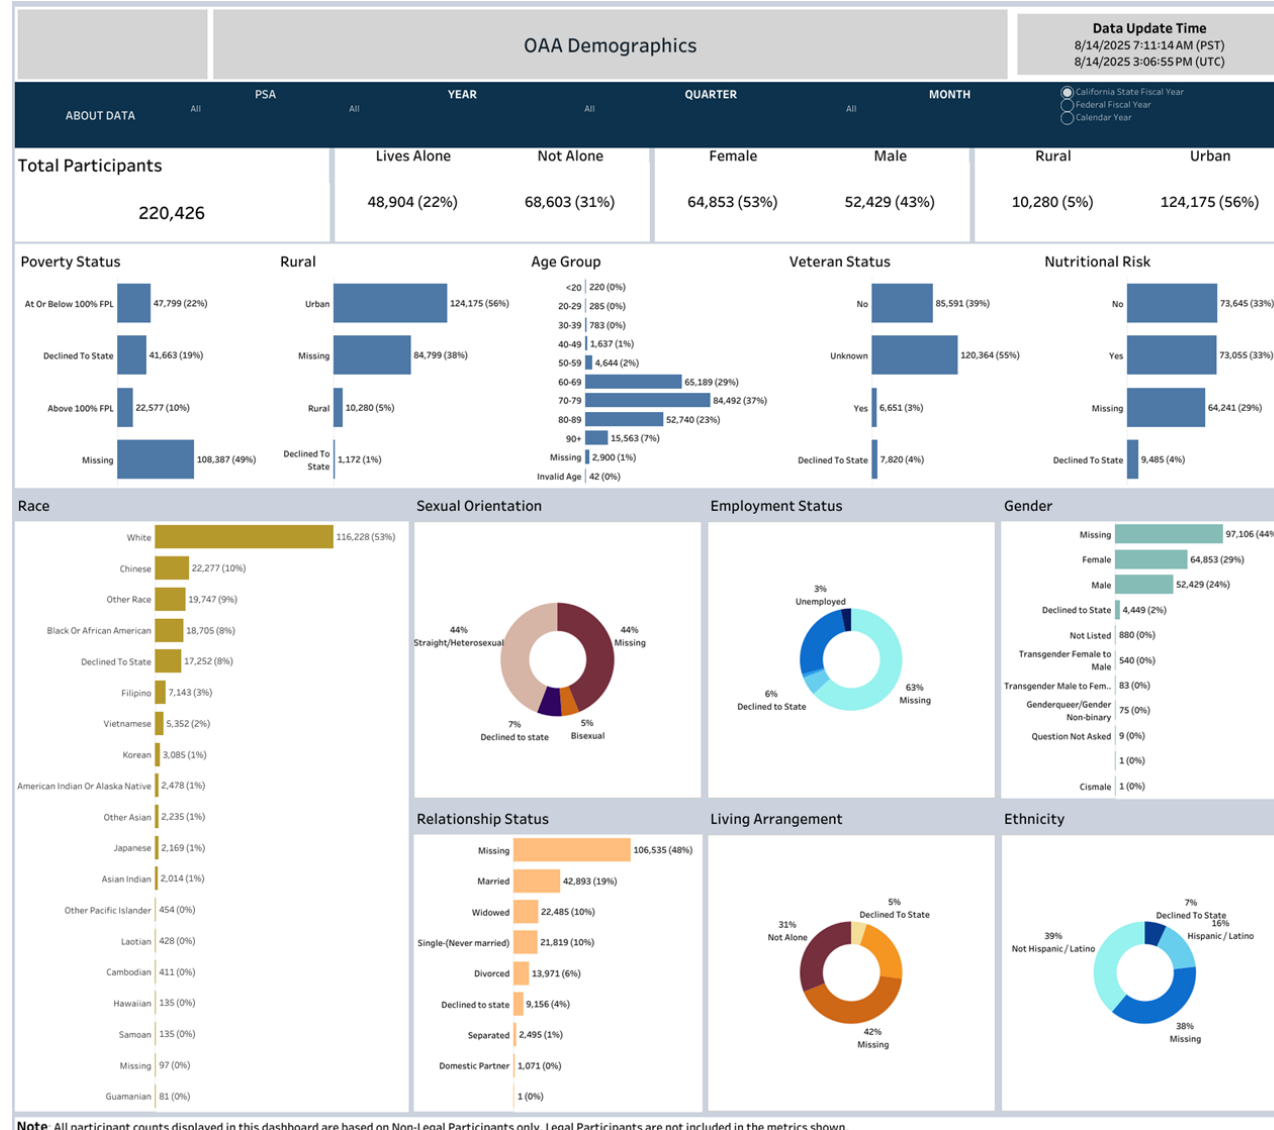 OAA Demographics
Data Update Time
8/14/2025 7:11:14 AM (PST)
8/14/2025 3:06:55 PM (UTC)
ABOUT DATA
PSA
All
YEAR
All
QUARTER
All
MONTH
All
California State Fiscal Year
Federal Fiscal Year
Calendar Year
Total Participants
220,426
Lives Alone
48,904 (22%)
Not Alone
68,603 (31%)
Female
64,853 (53%)
Male
52,429 (43%)
Rural
10,280 (5%)
Urban
124,175 (56%)
Poverty Status
At Or Below 100% FPL 47,799 (22%)
Declined To State 41,663 (19%)
Above 100% FPL 22,577 (10%)
Missing 108,387 (49%)
Rural
Urban 124,175 (56%)
Missing 84,799 (38%)
Rural 10,280 (5%)
Declined To
State 1,172 (1%)
Age Group
<20 220 (0%)
20-29 285 (0%)
30-39 783 (0%)
40-49 1,637 (1%)
50-59 4,644 (2%)
60-69 65,189 (29%)
70-79 84,492 (37%)
80-89 52,740 (23%)
90+ 15,563 (7%)
Missing 2,900 (1%)
Invalid Age 42 (0%)
Veteran Status
No 85,591 (39%)
Unknown 120,364 (55%)
Yes 6,651 (3%)
Declined To State 7,820 (4%)
Nutritional Risk
No 73,645 (33%)
Yes 73,055 (33%)
Missing 64,241 (29%)
Declined To State 9,485 (4%)
Race
White 116,228 (53%)
Chinese 22,277 (10%)
Other Race 19,747 (9%)
Black Or African American 18,705 (8%)
Declined To State 17,252 (8%)
Filipino 7,143 (3%)
Vietnamese 5,352 (2%)
Korean 3,085 (1%)
American Indian Or Alaska Native 2,478 (1%)
Other Asian 2,235 (1%)
Japanese 2,169 (1%)
Asian Indian 2,014 (1%)
Other Pacific Islander 454 (0%)
Laotian 428 (0%)
Cambodian 411 (0%)
Hawaiian 135 (0%)
Samoan 135 (0%)
Missing 97 (0%)
Guamanian 81 (0%)
Sexual Orientation
44%
Straight/Heterosexual
44%
Missing
7%
Declined to state
5%
Bisexual
Employment Status
3%
Unemployed
6%
Declined to State
63%
Missing
Gender
Missing 97,106 (44%
Female 64,853 (29%)
Male 52,429 (24%)
Declined to State 4,449 (2%)
Not Listed 880 (0%)
Transgender Female to
Male 540 (0%)
Transgender Male to Fem.. 83 (0%)
Genderqueer/Gender
Non-binary 75 (0%)
Question Not Asked 9 (0%)
1 (0%)
Cismale 1 (0%)
Relationship Status
Missing 106,535 (48%)
Married 42,893 (19%)
Widowed 22,485 (10%)
Single-(Never married) 21,819 (10%)
Divorced 13,971 (6%)
Declined to state 9,156 (4%)
Separated 2,495 (1%)
Domestic Partner 1,071 (0%)
1 (0%)
Living Arrangement
5%
Declined To State
31%
Not Alone
42%
Missing
Ethnicity
7%
Declined To State
16%
Hispanic / Latino
39%
Not Hispanic / Latino
38%
Missing
Note: All participant counts displayed in this dashboard are based on Non-Legal Participants only. Legal Participants are not included in the metrics shown.